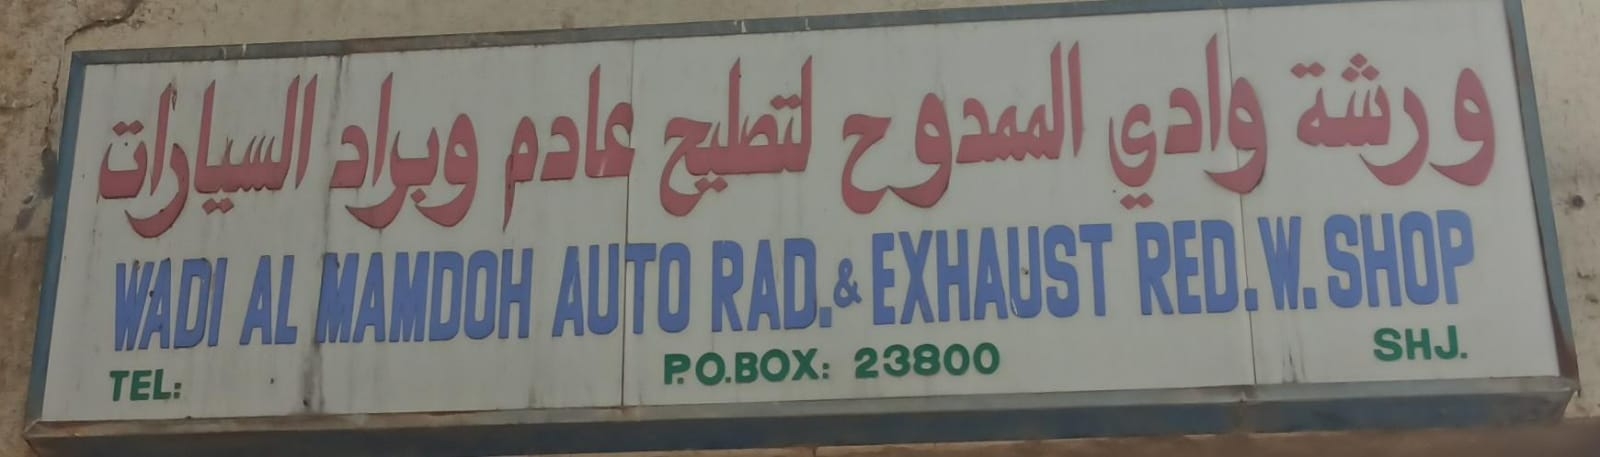 ورشة وادي الممدوح لتصليح عادم وبراد السيارات
WADI AL MAMDOH AUTO RAD. & EXHAUST RED. W. SHOP
TEL: P.O.BOX: 23800 SHJ.